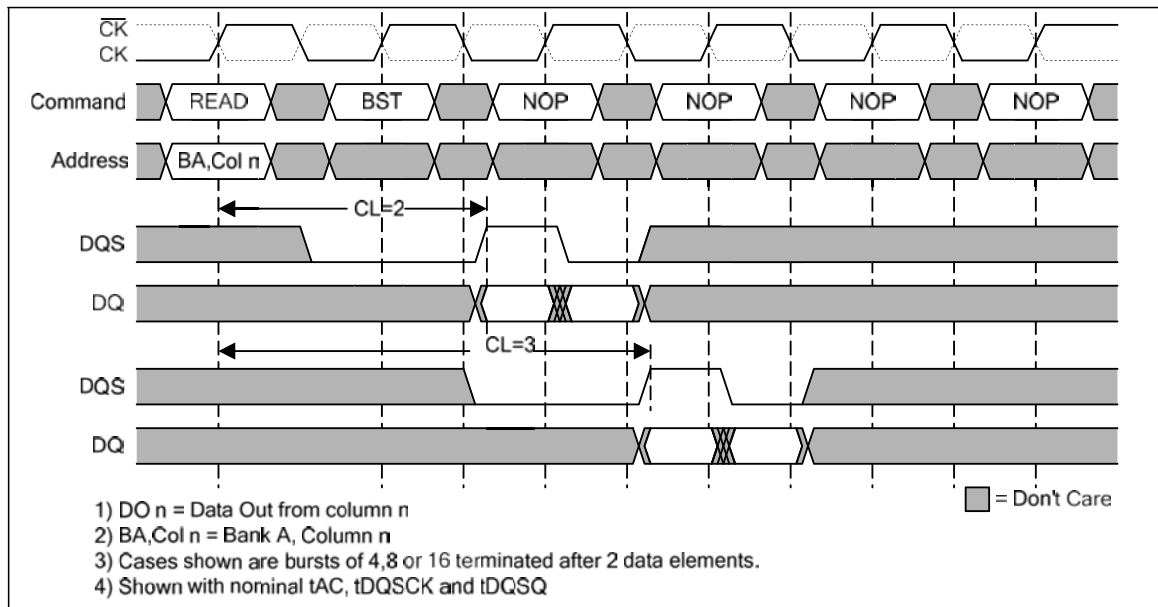 CK
CK
Command READ BST NOP NOP NOP NOP
Address BA,Col n
CL=2
DQS
DQ
CL=3
DQS
DQ
= Don't Care
1) DO n = Data Out from column n
2) BA,Col n = Bank A, Column n
3) Cases shown are bursts of 4,8 or 16 terminated after 2 data elements.
4) Shown with nominal tAC, tDQSCK and tDQSQ